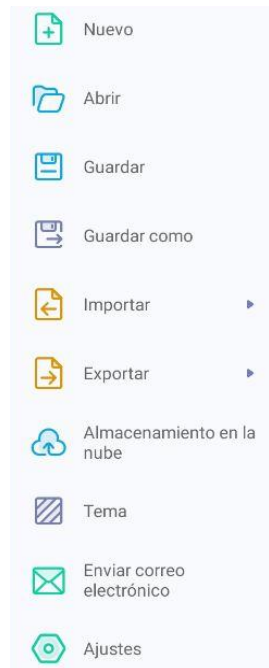 Nuevo
Abrir
Guardar
Guardar como
Importar
Exportar
Almacenamiento en la
nube
Tema
Enviar correo
electrónico
Ajustes